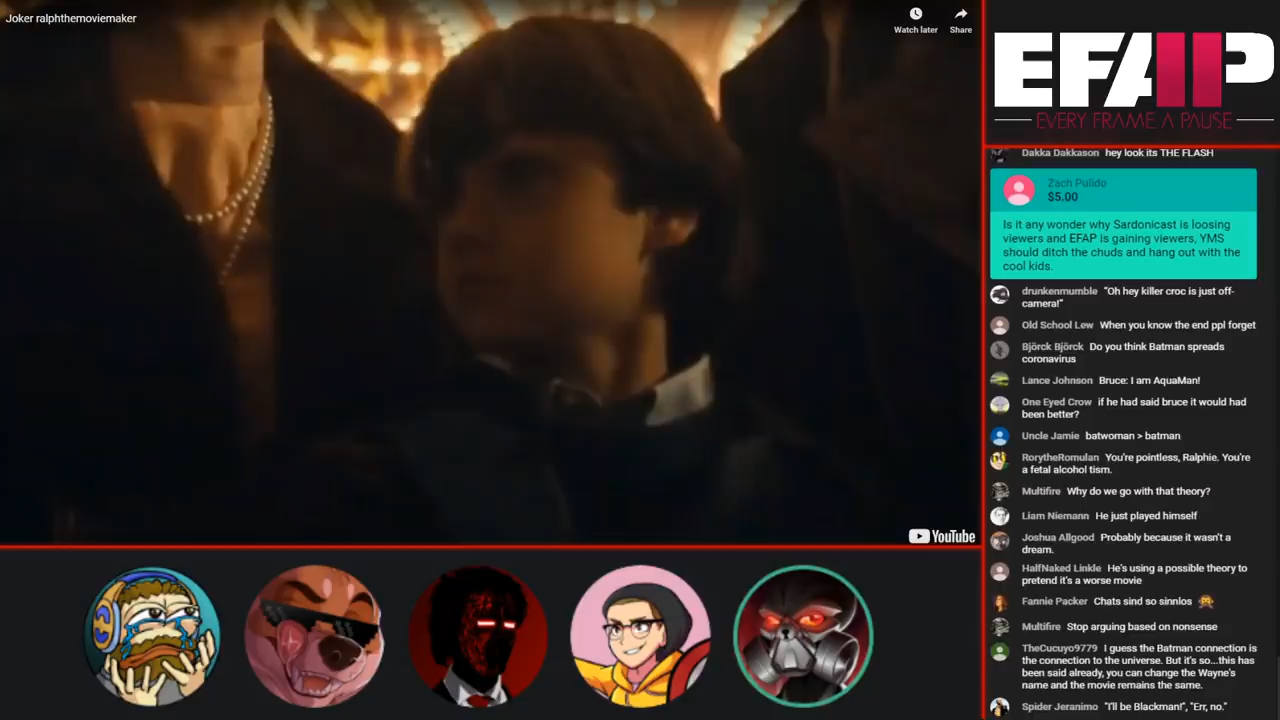 Joker ralphthemoviemaker
Watch later
Share
YouTube
EFAP
EVERY FRAME A PAUSE
Dakka Dakkason hey look its THE FLASH
Zach Pulido
$5.00
Is it any wonder why Sardonicast is loosing
viewers and EFAP is gaining viewers, YMS
should ditch the chuds and hang out with the
cool kids.
drunkenmumble "Oh hey killer croc is just off-
camera!"
Old School Lew When you know the end ppl forget
Björck Björck Do you think Batman spreads
coronavirus
Lance Johnson Bruce: I am AquaMan!
One Eyed Crow if he had said bruce it would had
been better?
Uncle Jamie batwoman > batman
RorytheRomulan You're pointless, Ralphie. You're
a fetal alcohol tism.
Multifire Why do we go with that theory?
Liam Niemann He just played himself
Joshua Allgood Probably because it wasn't a
dream.
HalfNaked Linkle He's using a possible theory to
pretend it's a worse movie
Fannie Packer Chats sind so sinnlos
Multifire Stop arguing based on nonsense
TheCucuyo9779 I guess the Batman connection is
the connection to the universe. But it's so...this has
been said already, you can change the Wayne's
name and the movie remains the same.
Spider Jeranimo "I'll be Blackman!", "Err, no."